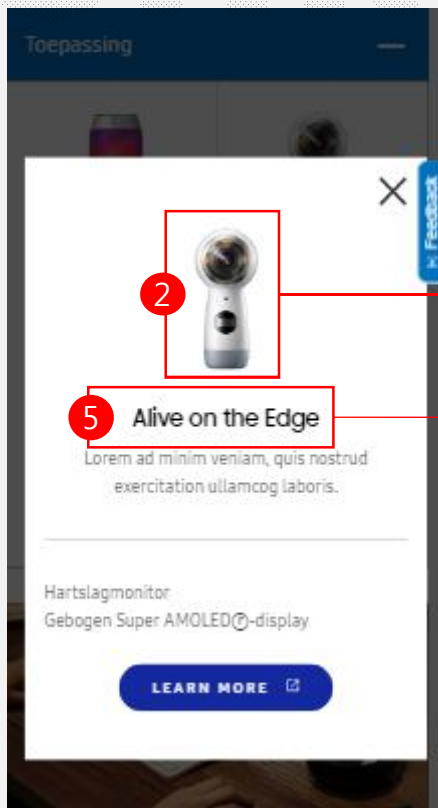 Toepassing
Feedback
2
5 Alive on the Edge
Lorem ad minim veniam, quis nostrud
exercitation ullamcog laboris.
Hartslagmonitor
Gebogen Super AMOLEDⓇ-display
LEARN MORE